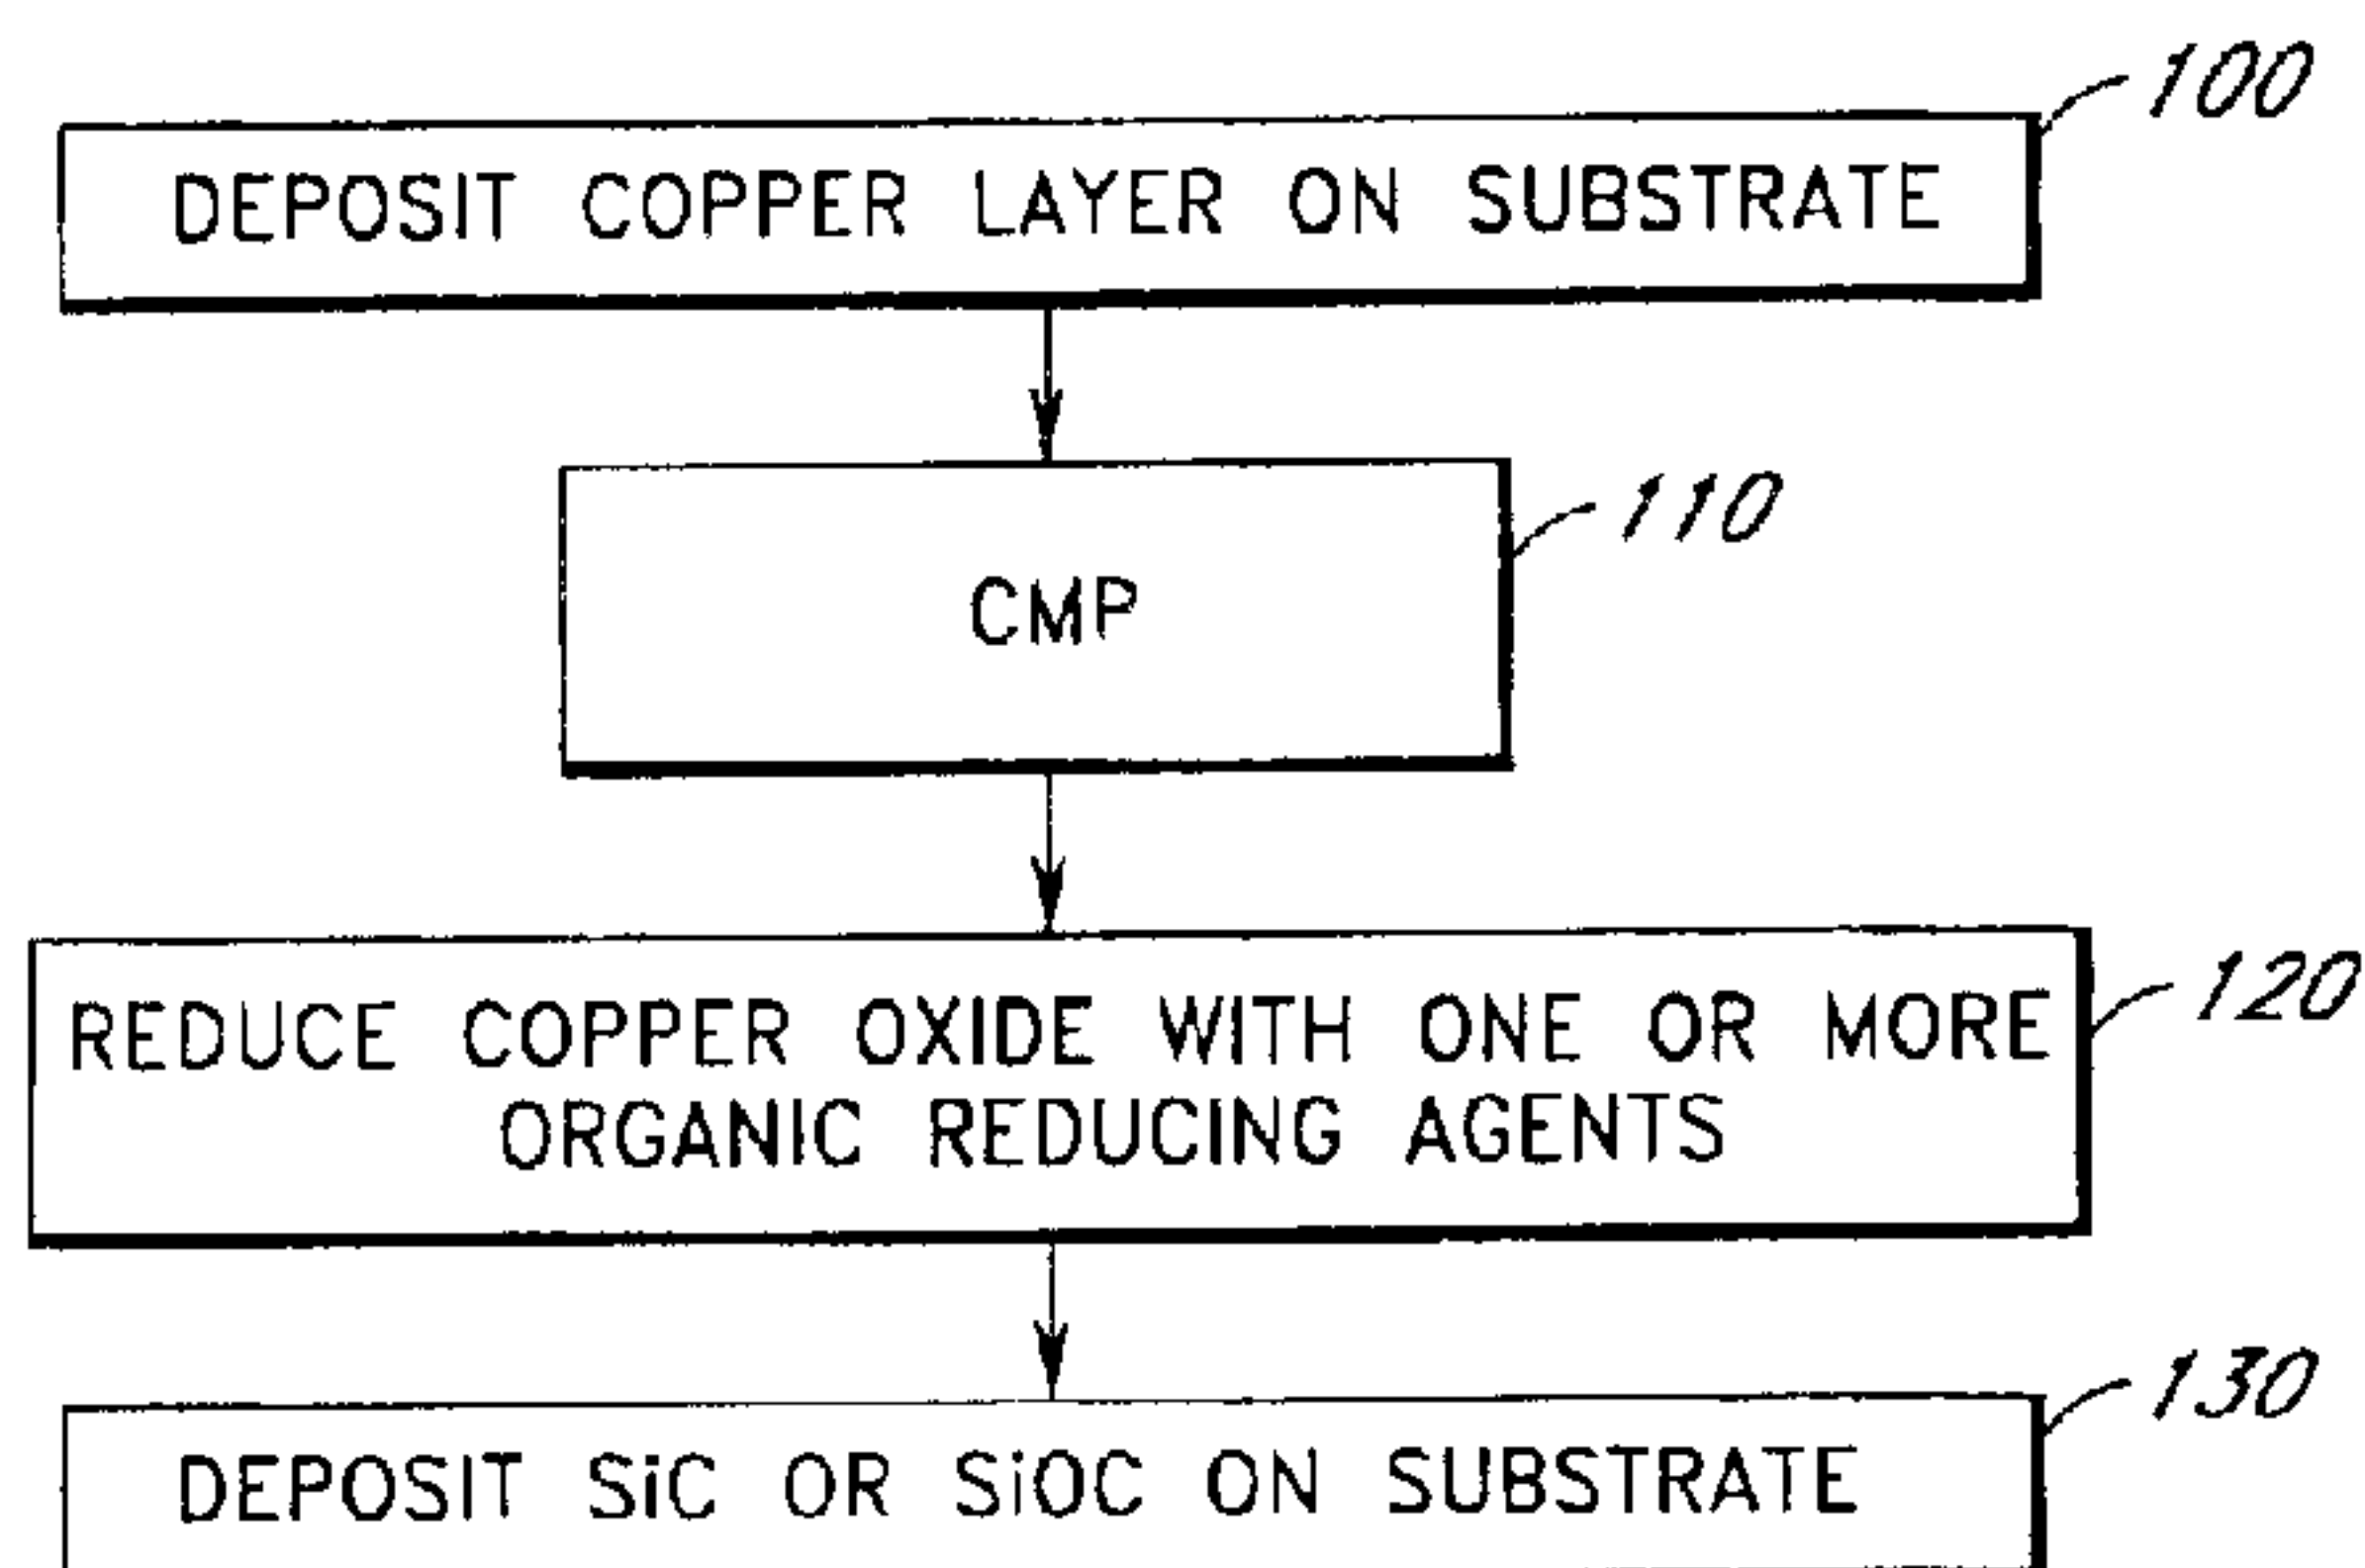 100
DEPOSIT COPPER LAYER ON SUBSTRATE
110
CMP
120
REDUCE COPPER OXIDE WITH ONE OR MORE
ORGANIC REDUCING AGENTS
130
DEPOSIT SiC OR SiOC ON SUBSTRATE